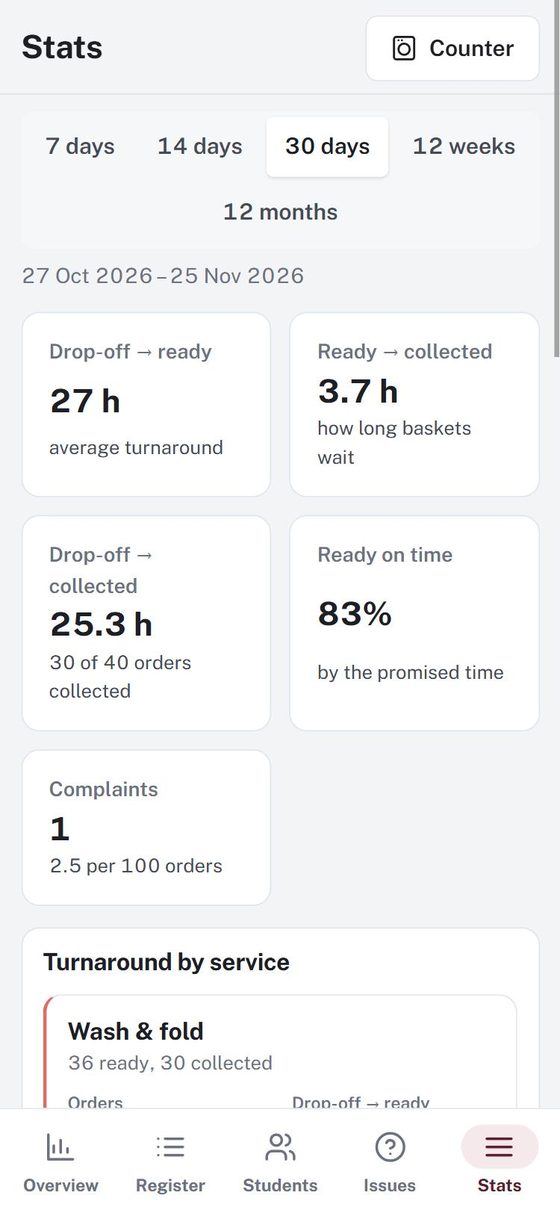 Stats
Counter
7 days
14 days
30 days
12 weeks
12 months
27 Oct 2026 – 25 Nov 2026
Drop-off → ready
27 h
average turnaround
Ready → collected
3.7 h
how long baskets
wait
Drop-off →
collected
25.3 h
30 of 40 orders
collected
Ready on time
83%
by the promised time
Complaints
1
2.5 per 100 orders
Turnaround by service
Wash & fold
36 ready, 30 collected
Orders
Drop-off → ready
Overview
Register
Students
Issues
Stats